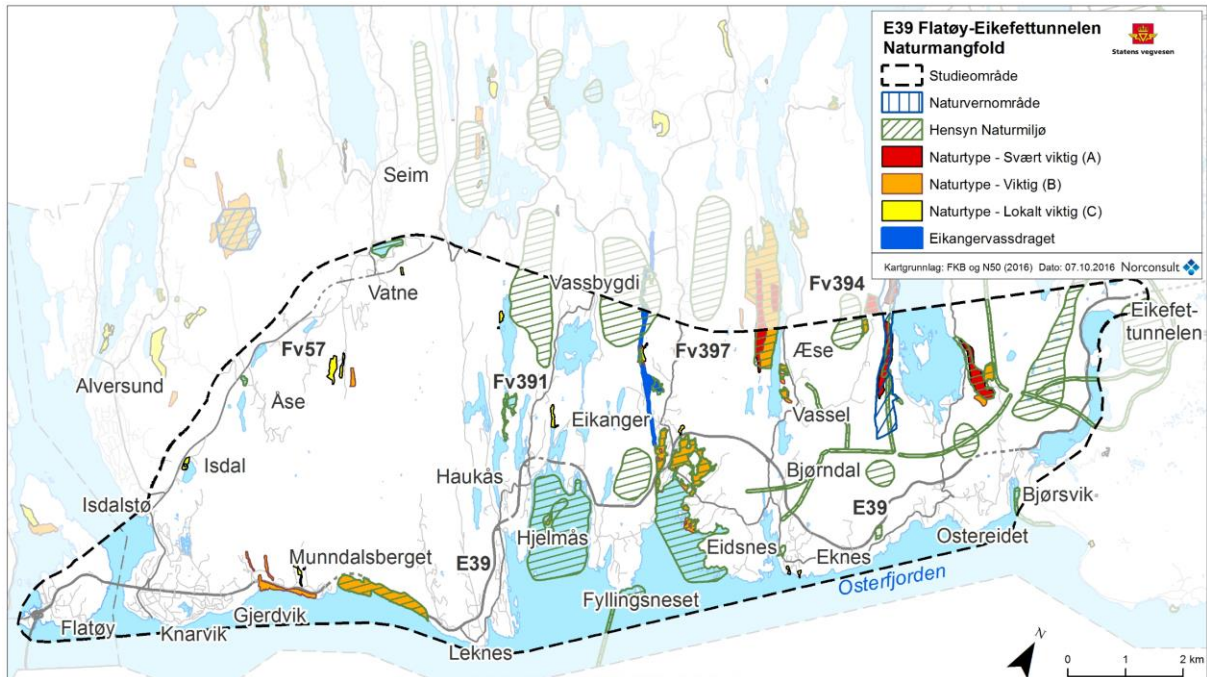 E39 Flatøy-Eikefettunnelen
Naturmangfold
Statens vegvesen
Studieområde
Naturvernområde
Hensyn Naturmiljø
Naturtype - Svært viktig (A)
Naturtype - Viktig (B)
Naturtype - Lokalt viktig (C)
Eikangervassdraget
Kartgrunnlag: FKB og N50 (2016) Dato: 07.10.2016 Norconsult
Seim
Vatne
Vassbygdi
Fv394
Eikefet-
tunnelen
Fv57
Fv397
Æse
Alversund
Åse
Fv391
Eikanger
Vassel
Isdal
Haukås
Bjørndal
Isdalstø
Bjørsvik
Hjelmås
E39
Munndalsberget
E39
Eidsnes
Eknes
Ostereidet
Osterfjorden
Gjerdvik
Fyllingsneset
Flatøy
Knarvik
Leknes
N
0 1 2 km